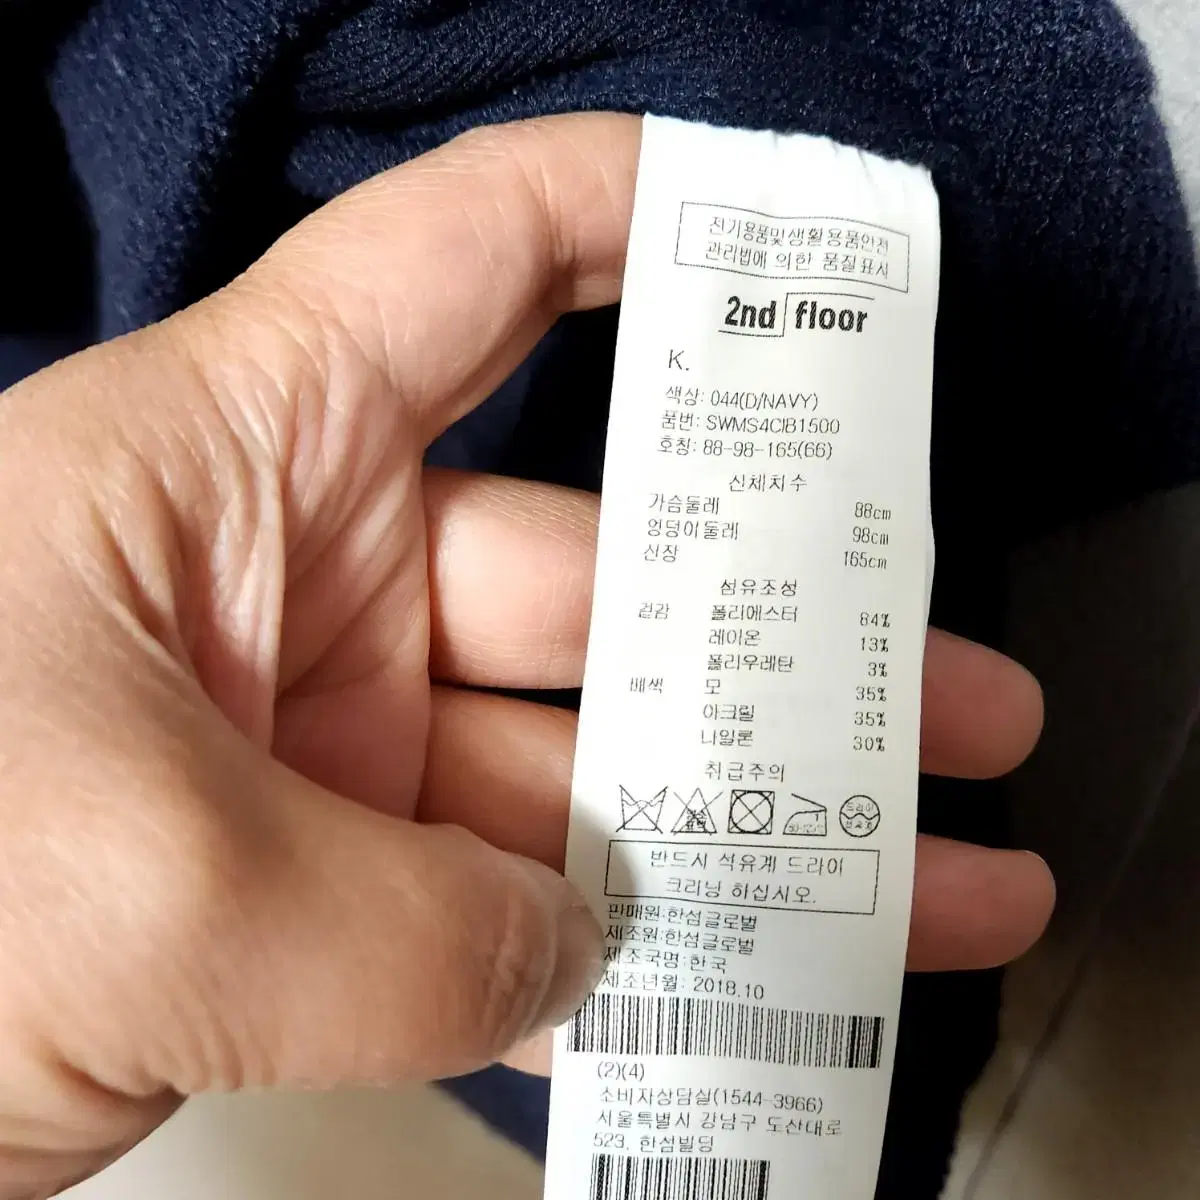 전기용품및생활용품안전
관리법에 의한 품질표시
2nd floor
K.
색상: 044(D/NAVY)
품번: SWMS4CIB1500
호칭: 88-98-165(66)
신체치수
가슴둘레 88cm
엉덩이둘레 98cm
신장 165cm
섬유조성
겉감 폴리에스터 84%
레이온 13%
폴리우레탄 3%
배색 모 35%
아크릴 35%
나일론 30%
취급주의
드라이
반드시 석유계 드라이
크리닝 하십시오.
판매원:한섬글로벌
제조원:한섬글로벌
제조국명:한국
제조년월: 2018.10
(2)(4)
소비자상담실(1544-3966)
서울특별시 강남구 도산대로
523, 한섬빌딩